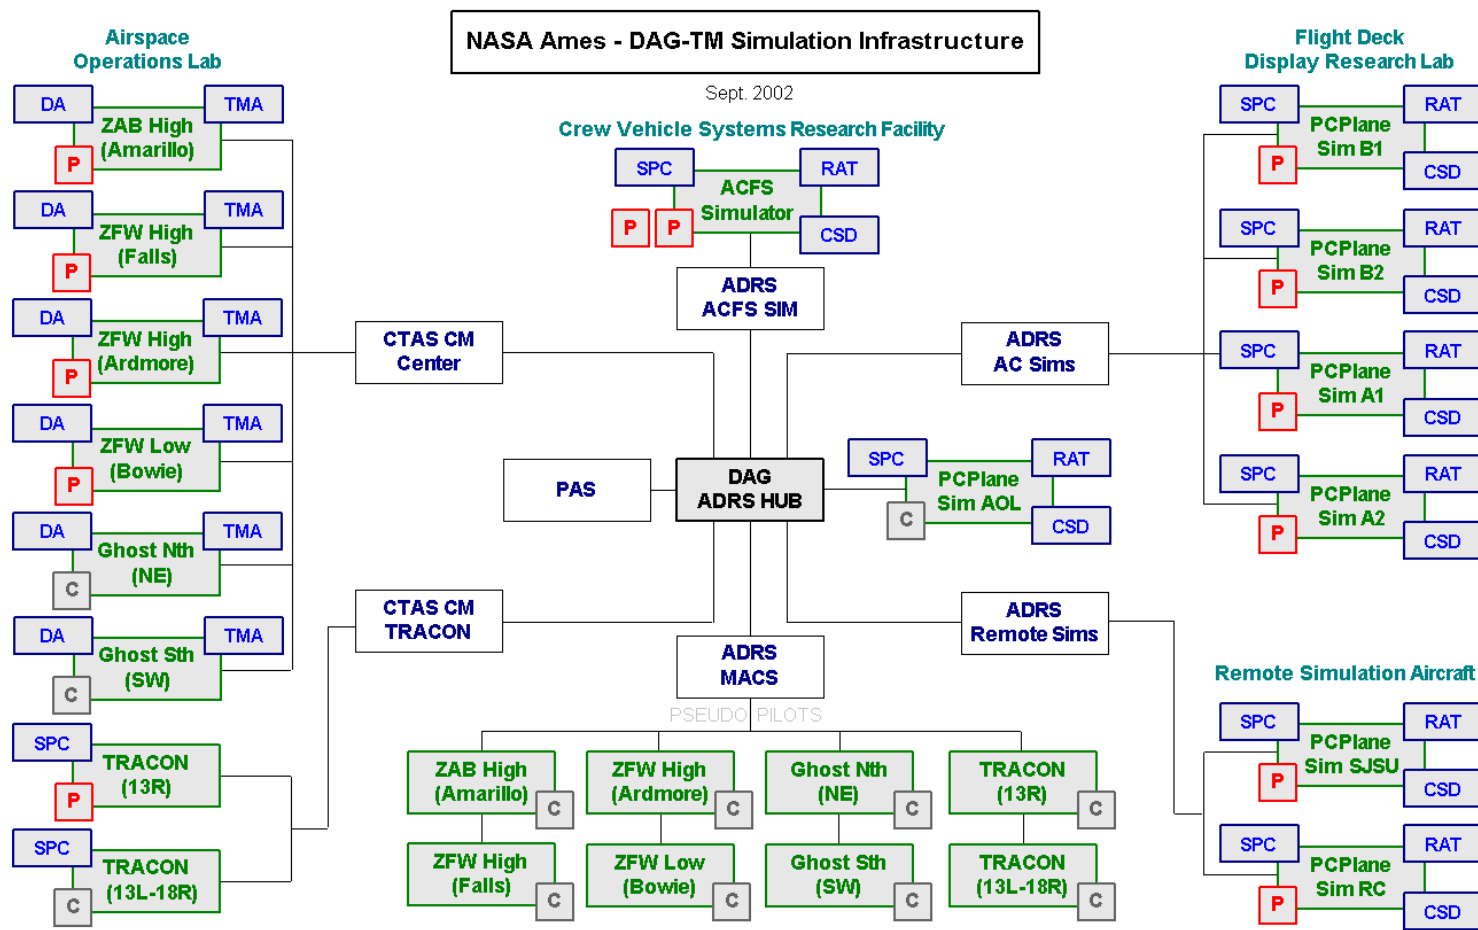 NASA Ames - DAG-TM Simulation Infrastructure
Sept. 2002
Airspace
Operations Lab
DA
TMA
ZAB High
(Amarillo)
P
DA
TMA
ZFW High
(Falls)
P
DA
TMA
ZFW High
(Ardmore)
P
DA
TMA
ZFW Low
(Bowie)
P
DA
TMA
Ghost Nth
(NE)
C
DA
TMA
Ghost Sth
(SW)
C
SPC
TRACON
(13R)
P
SPC
TRACON
(13L-18R)
C
CTAS CM
Center
CTAS CM
TRACON
Crew Vehicle Systems Research Facility
SPC
RAT
ACFS
Simulator
P
P
CSD
ADRS
ACFS SIM
PAS
DAG
ADRS HUB
SPC
RAT
PCPlane
Sim AOL
C
CSD
ADRS
MACS
PSEUDO PILOTS
ZAB High
(Amarillo)
C
ZFW High
(Ardmore)
C
Ghost Nth
(NE)
C
TRACON
(13R)
C
ZFW High
(Falls)
C
ZFW Low
(Bowie)
C
Ghost Sth
(SW)
C
TRACON
(13L-18R)
C
ADRS
AC Sims
ADRS
Remote Sims
Flight Deck
Display Research Lab
SPC
RAT
PCPlane
Sim B1
P
CSD
SPC
RAT
PCPlane
Sim B2
P
CSD
SPC
RAT
PCPlane
Sim A1
P
CSD
SPC
RAT
PCPlane
Sim A2
P
CSD
Remote Simulation Aircraft
SPC
RAT
PCPlane
Sim SJSU
P
CSD
SPC
RAT
PCPlane
Sim RC
P
CSD